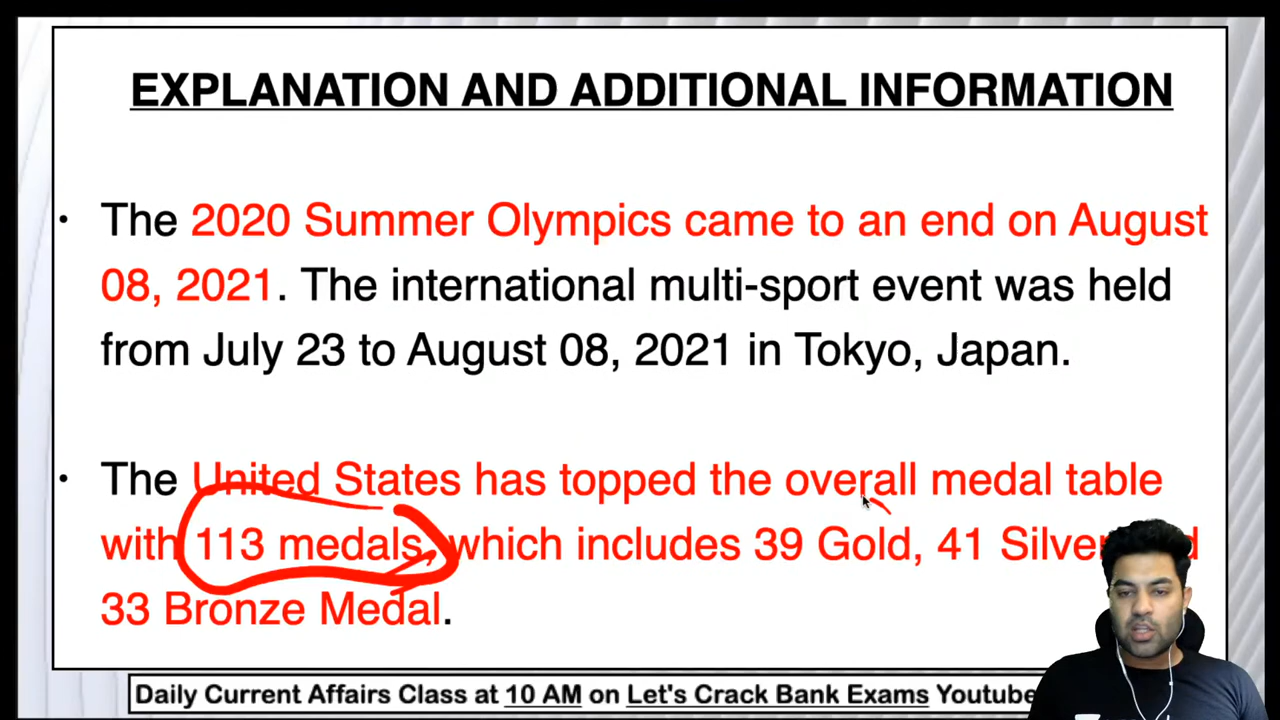 EXPLANATION AND ADDITIONAL INFORMATION
• The 2020 Summer Olympics came to an end on August
08, 2021. The international multi-sport event was held
from July 23 to August 08, 2021 in Tokyo, Japan.
• The United States has topped the overall medal table
with 113 medals, which includes 39 Gold, 41 Silver
33 Bronze Medal.
Daily Current Affairs Class at 10 AM on Let's Crack Bank Exams Youtube